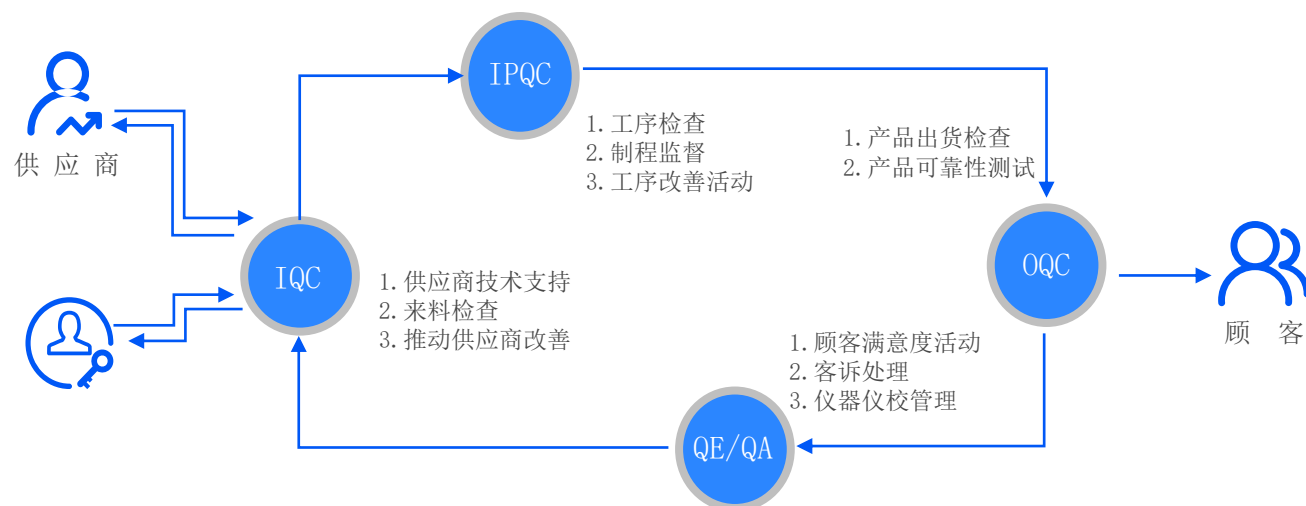 IPQC
1.工序检查
2.制程监督
3.工序改善活动
1.产品出货检查
2.产品可靠性测试
供 应 商
IQC
1.供应商技术支持
2.来料检查
3.推动供应商改善
OQC
顾 客
1.顾客满意度活动
2.客诉处理
3.仪器仪校管理
QE/QA